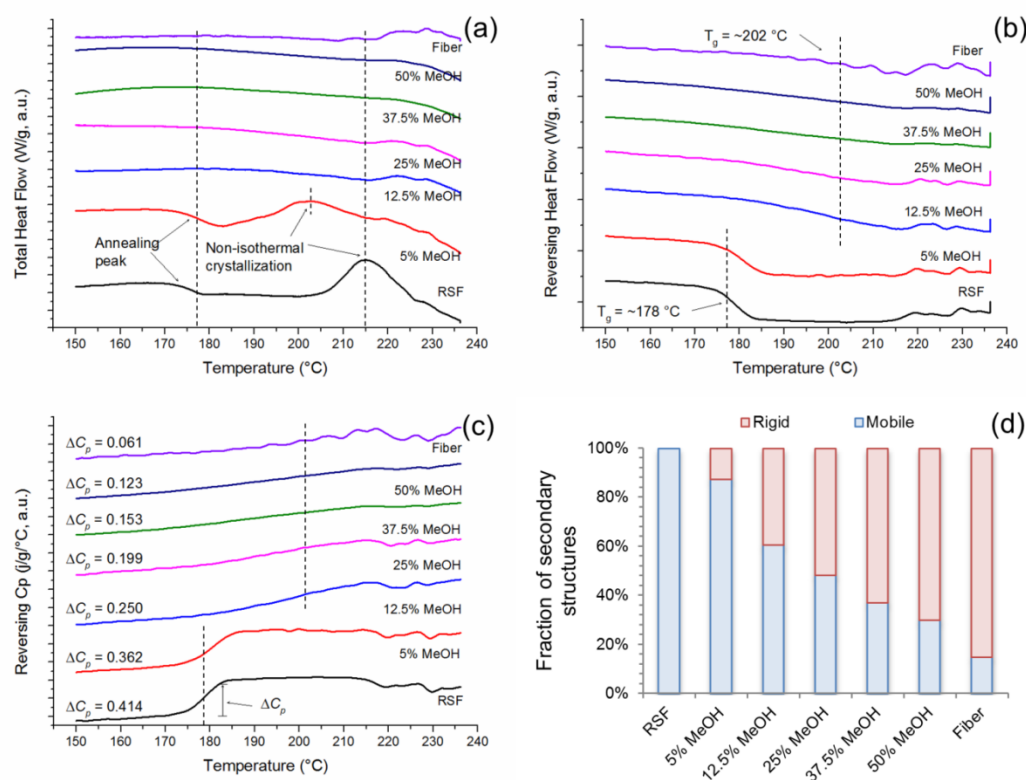 (a)
Total Heat Flow (W/g, a.u.)
Fiber
50% MeOH
37.5% MeOH
25% MeOH
12.5% MeOH
5% MeOH
RSF
Annealing
peak
Non-isothermal
crystallization
150 160 170 180 190 200 210 220 230 240
Temperature (°C)
(b)
Reversing Heat Flow (W/g, a.u.)
Tg = ~202 °C
Fiber
50% MeOH
37.5% MeOH
25% MeOH
12.5% MeOH
5% MeOH
RSF
Tg = ~178 °C
150 160 170 180 190 200 210 220 230 240
Temperature (°C)
(c)
Reversing Cp (j/g/°C, a.u.)
ΔCp = 0.061
Fiber
ΔCp = 0.123
50% MeOH
ΔCp = 0.153
37.5% MeOH
ΔCp = 0.199
25% MeOH
ΔCp = 0.250
12.5% MeOH
ΔCp = 0.362
5% MeOH
ΔCp = 0.414
ΔCp
RSF
150 160 170 180 190 200 210 220 230 240
Temperature (°C)
(d)
Rigid Mobile
Fraction of secondary
structures
100%
80%
60%
40%
20%
0%
RSF
5% MeOH
12.5% MeOH
25% MeOH
37.5% MeOH
50% MeOH
Fiber